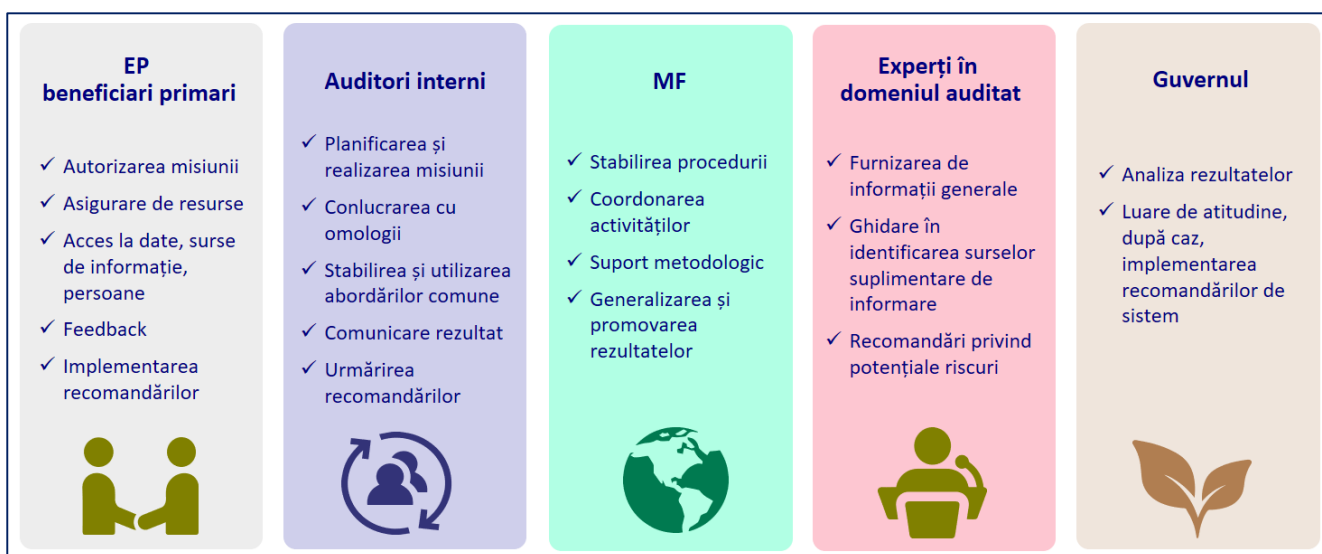 EP
beneficiari primari
✓ Autorizarea misiunii
✓ Asigurare de resurse
✓ Acces la date, surse
de informație,
persoane
✓ Feedback
✓ Implementarea
recomandărilor
Auditori interni
✓ Planificarea și
realizarea misiunii
✓ Conlucrarea cu
omologii
✓ Stabilirea și utilizarea
abordărilor comune
✓ Comunicare rezultat
✓ Urmărirea
recomandărilor
MF
✓ Stabilirea procedurii
✓ Coordonarea
activităților
✓ Suport metodologic
✓ Generalizarea și
promovarea
rezultatelor
Experți în
domeniul auditat
✓ Furnizarea de
informații generale
✓ Ghidare în
identificarea surselor
suplimentare de
informare
✓ Recomandări privind
potențiale riscuri
Guvernul
✓ Analiza rezultatelor
✓ Luare de atitudine,
după caz,
implementarea
recomandărilor de
sistem